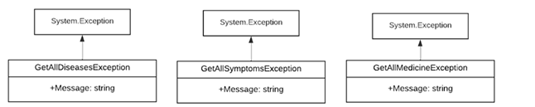 System.Exception
System.Exception
System.Exception
GetAllDiseasesException
GetAllSymptomsException
GetAllMedicineException
+Message: string
+Message: string
+Message: string